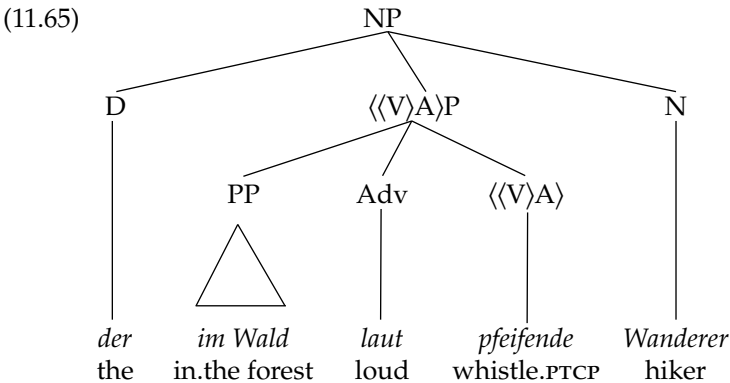 (11.65) NP
D ⟨⟨V⟩A⟩P N
PP Adv ⟨⟨V⟩A⟩
der im Wald laut pfeifende Wanderer
the in.the forest loud whistle.PTCP hiker